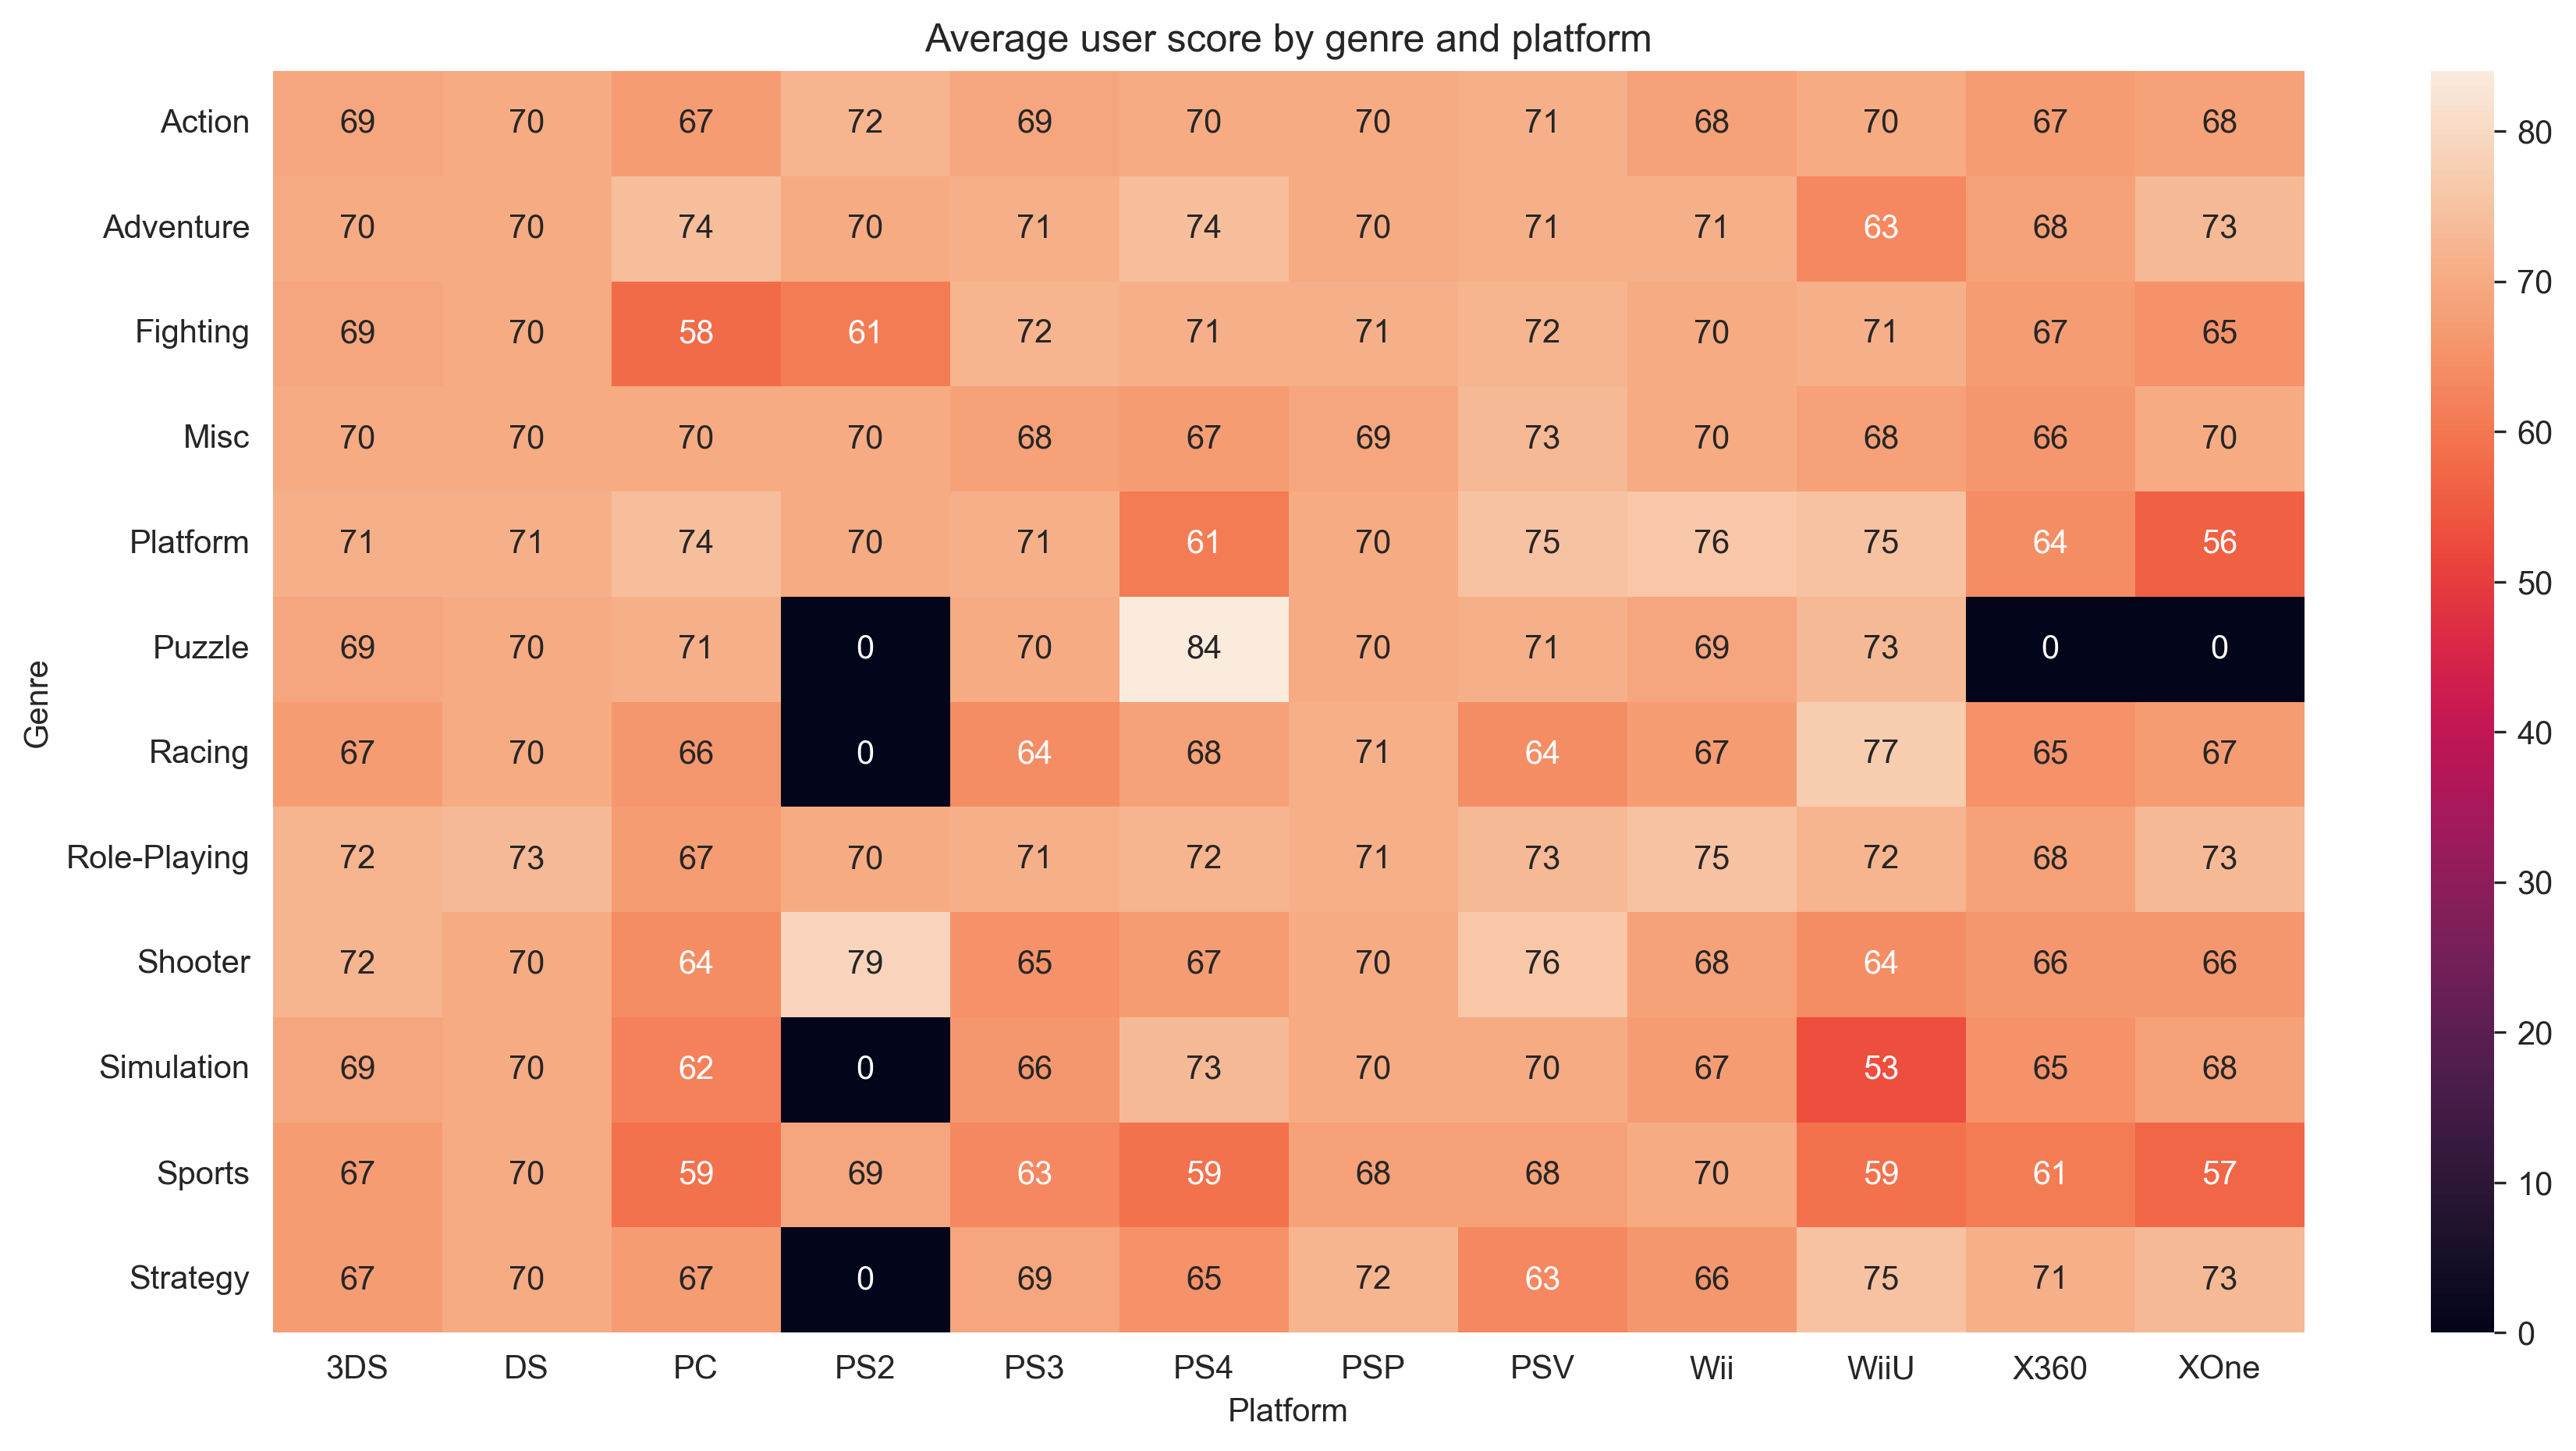 Average user score by genre and platform
Genre
Action 69 70 67 72 69 70 70 71 68 70 67 68
Adventure 70 70 74 70 71 74 70 71 71 63 68 73
Fighting 69 70 58 61 72 71 71 72 70 71 67 65
Misc 70 70 70 70 68 67 69 73 70 68 66 70
Platform 71 71 74 70 71 61 70 75 76 75 64 56
Puzzle 69 70 71 0 70 84 70 71 69 73 0 0
Racing 67 70 66 0 64 68 71 64 67 77 65 67
Role-Playing 72 73 67 70 71 72 71 73 75 72 68 73
Shooter 72 70 64 79 65 67 70 76 68 64 66 66
Simulation 69 70 62 0 66 73 70 70 67 53 65 68
Sports 67 70 59 69 63 59 68 68 70 59 61 57
Strategy 67 70 67 0 69 65 72 63 66 75 71 73
3DS DS PC PS2 PS3 PS4 PSP PSV Wii WiiU X360 XOne
Platform
80
70
60
50
40
30
20
10
0